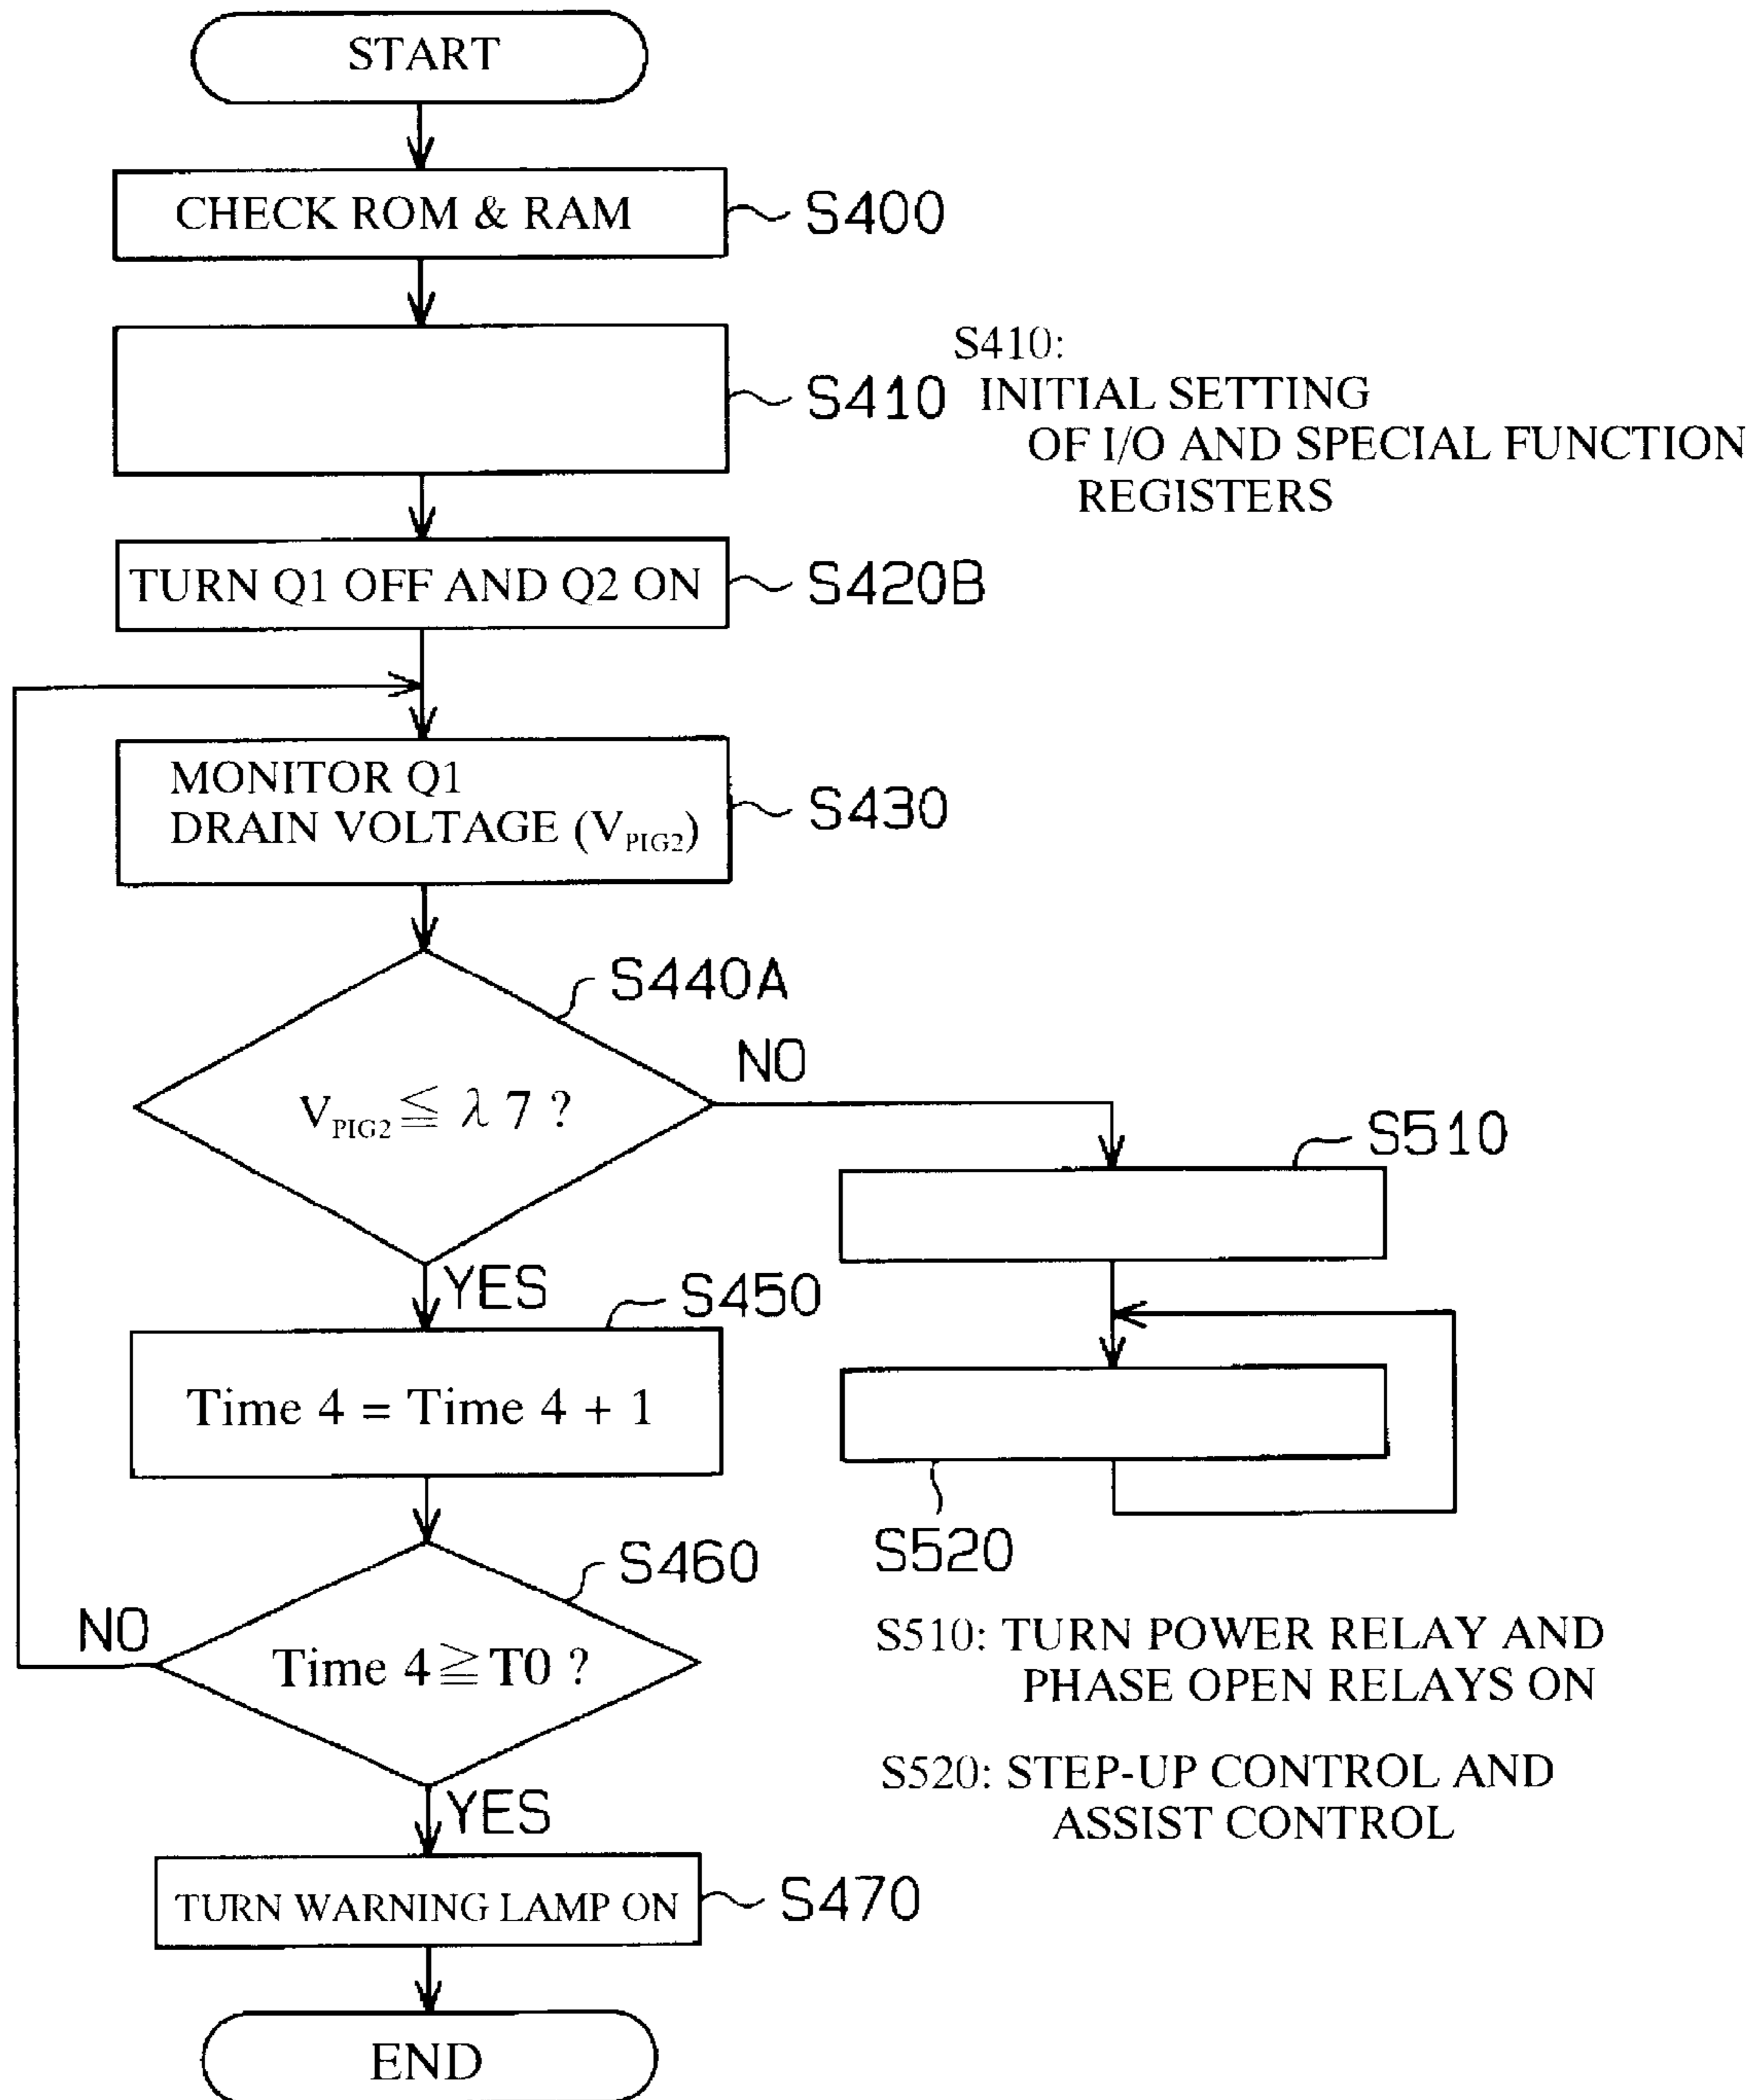 START
CHECK ROM & RAM
S400
S410
S410:
INITIAL SETTING
OF I/O AND SPECIAL FUNCTION
REGISTERS
TURN Q1 OFF AND Q2 ON
S420B
MONITOR Q1
DRAIN VOLTAGE (VPIG2)
S430
S440A
VPIG2 ≦ λ 7 ?
NO
YES
S510
S450
Time 4 = Time 4 + 1
S520
S460
NO
Time 4 ≧ T0 ?
S510: TURN POWER RELAY AND
PHASE OPEN RELAYS ON
S520: STEP-UP CONTROL AND
ASSIST CONTROL
YES
TURN WARNING LAMP ON
S470
END